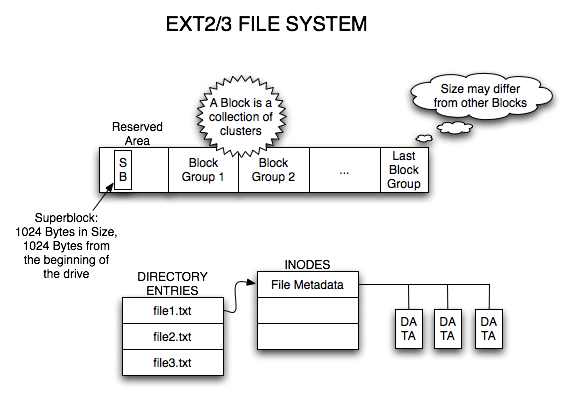 EXT2/3 FILE SYSTEM
A Block is a
collection of
clusters
Size may differ
from other Blocks
Reserved
Area
S
B
Block
Group 1
Block
Group 2
...
Last
Block
Group
Superblock:
1024 Bytes in Size,
1024 Bytes from
the beginning of
the drive
DIRECTORY
ENTRIES
file1.txt
file2.txt
file3.txt
INODES
File Metadata
DA
TA
DA
TA
DA
TA